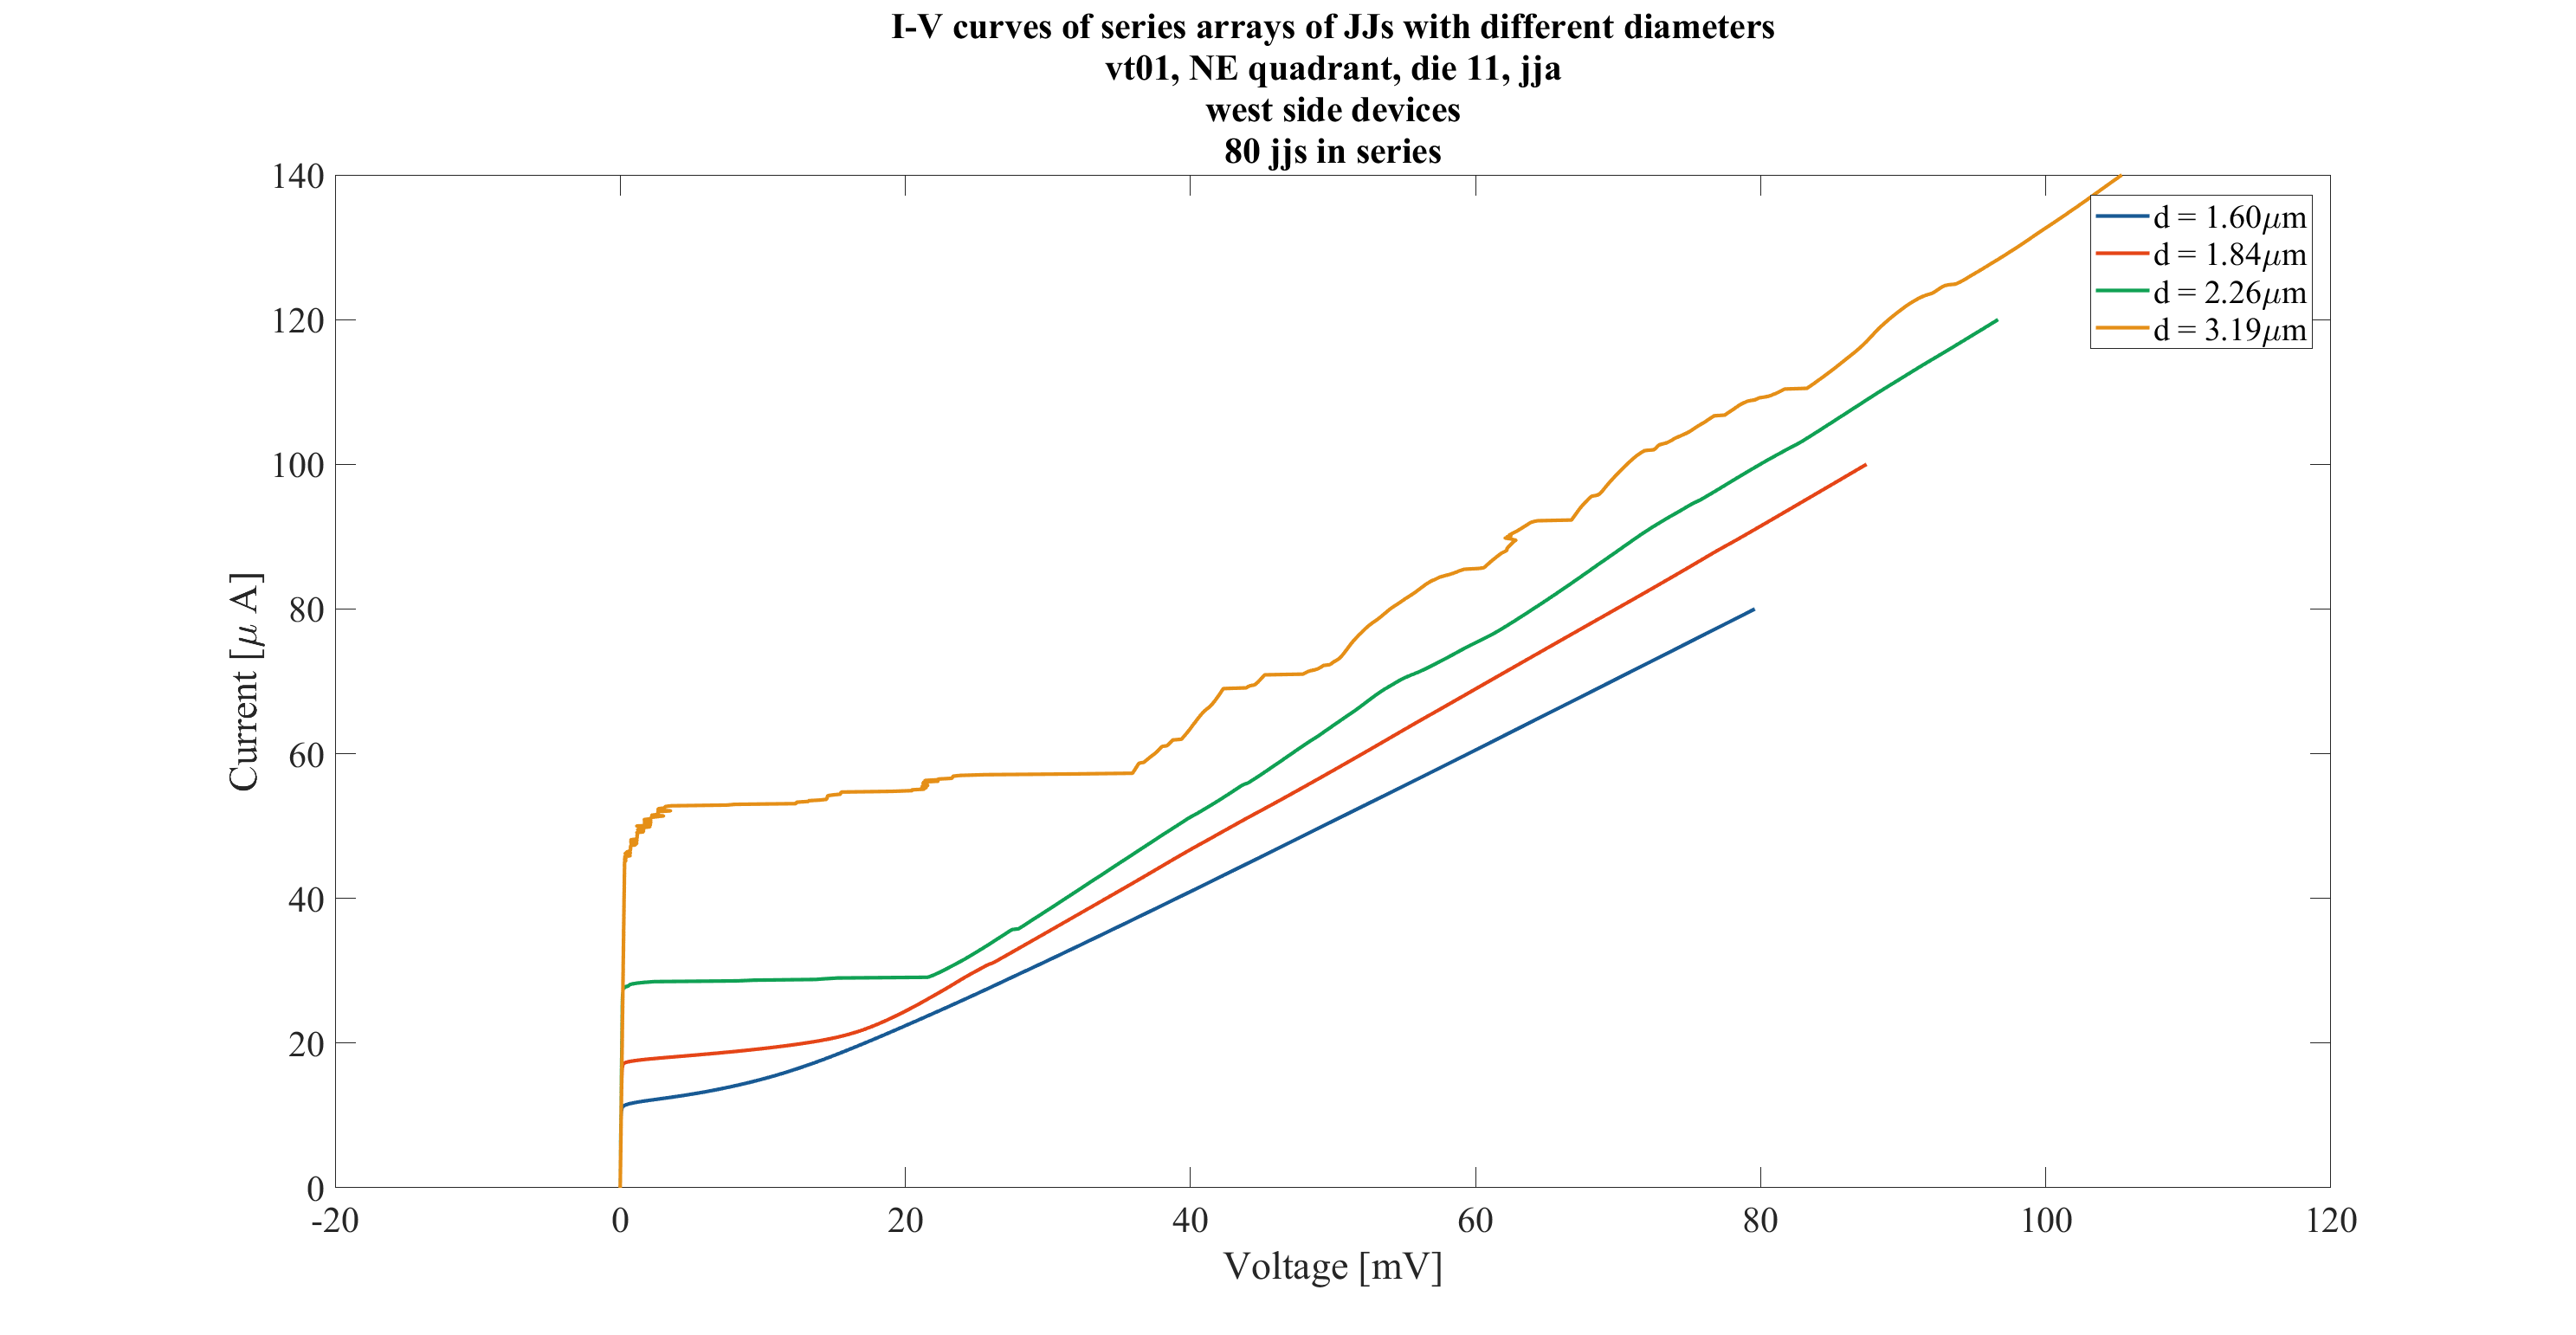 I-V curves of series arrays of JJs with different diameters
vt01, NE quadrant, die 11, jja
west side devices
80 jjs in series
140
120
100
80
60
40
20
0
Current [μ A]
d = 1.60μm
d = 1.84μm
d = 2.26μm
d = 3.19μm
-20 0 20 40 60 80 100 120
Voltage [mV]